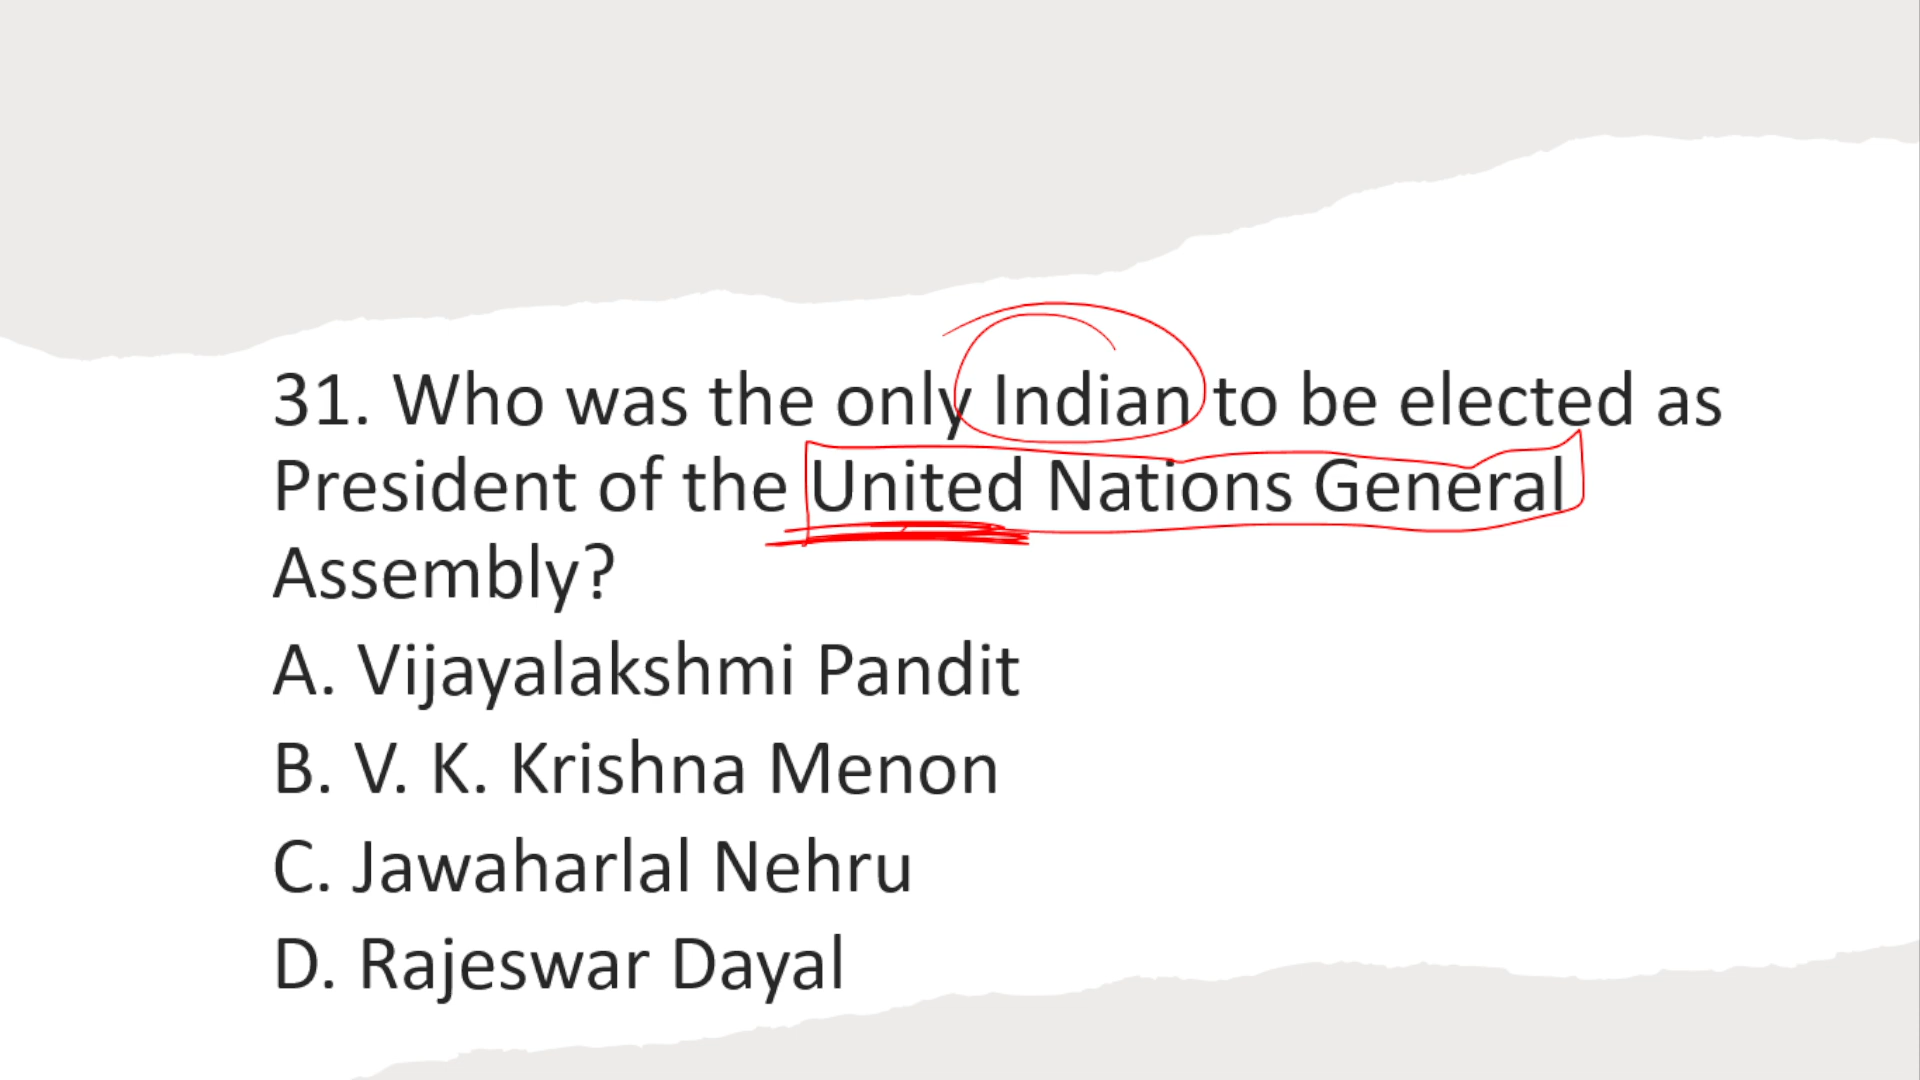 31. Who was the only Indian to be elected as
President of the United Nations General
Assembly?
A. Vijayalakshmi Pandit
B. V. K. Krishna Menon
C. Jawaharlal Nehru
D. Rajeswar Dayal